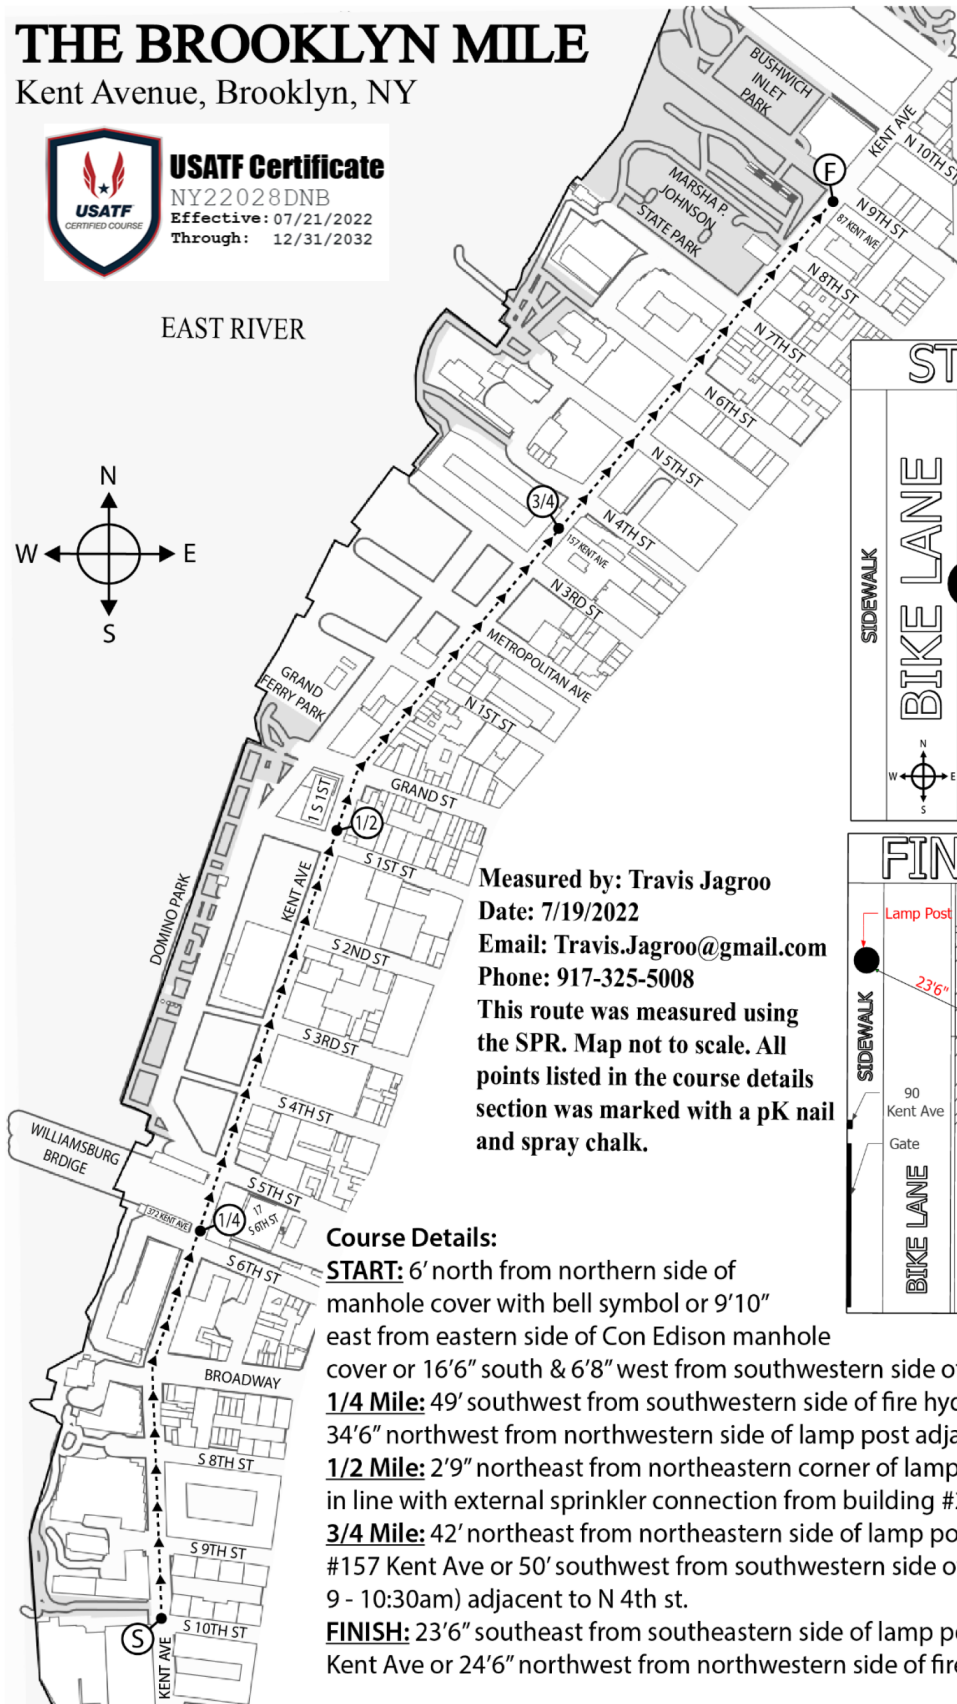 THE BROOKLYN MILE
Kent Avenue, Brooklyn, NY
USATF
CERTIFIED COURSE
USATF Certificate
NY22028DNB
Effective: 07/21/2022
Through: 12/31/2032
EAST RIVER
N
W E
S
BUSHWICH
INLET
PARK
KENT AVE
N 10TH ST
F
MARSHA P.
JOHNSON
STATE PARK
N 9TH ST
87 KENT AVE
N 8TH ST
N 7TH ST
N 6TH ST
N 5TH ST
3/4
N 4TH ST
157 KENT AVE
N 3RD ST
METROPOLITAN AVE
GRAND
FERRY PARK
N 1ST ST
GRAND ST
1 S 1ST
1/2
S 1ST ST
KENT AVE
DOMINO PARK
S 2ND ST
S 3RD ST
S 4TH ST
WILLIAMSBURG
BRDIGE
S 5TH ST
372 KENT AVE
1/4
17
S 6TH ST
S 6TH ST
BROADWAY
S 8TH ST
S 9TH ST
S
S 10TH ST
KENT AVE
ST
SIDEWALK
BIKE LANE
N
W E
S
FIN
Lamp Post
23'6"
SIDEWALK
90
Kent Ave
Gate
BIKE LANE
Measured by: Travis Jagroo
Date: 7/19/2022
Email: Travis.Jagroo@gmail.com
Phone: 917-325-5008
This route was measured using
the SPR. Map not to scale. All
points listed in the course details
section was marked with a pK nail
and spray chalk.
Course Details:
START: 6' north from northern side of
manhole cover with bell symbol or 9'10"
east from eastern side of Con Edison manhole
cover or 16'6" south & 6'8" west from southwestern side of
1/4 Mile: 49' southwest from southwestern side of fire hyd
34'6" northwest from northwestern side of lamp post adja
1/2 Mile: 2'9" northeast from northeastern corner of lamp
in line with external sprinkler connection from building #
3/4 Mile: 42' northeast from northeastern side of lamp po
#157 Kent Ave or 50' southwest from southwestern side o
9 - 10:30am) adjacent to N 4th st.
FINISH: 23'6" southeast from southeastern side of lamp p
Kent Ave or 24'6" northwest from northwestern side of fire